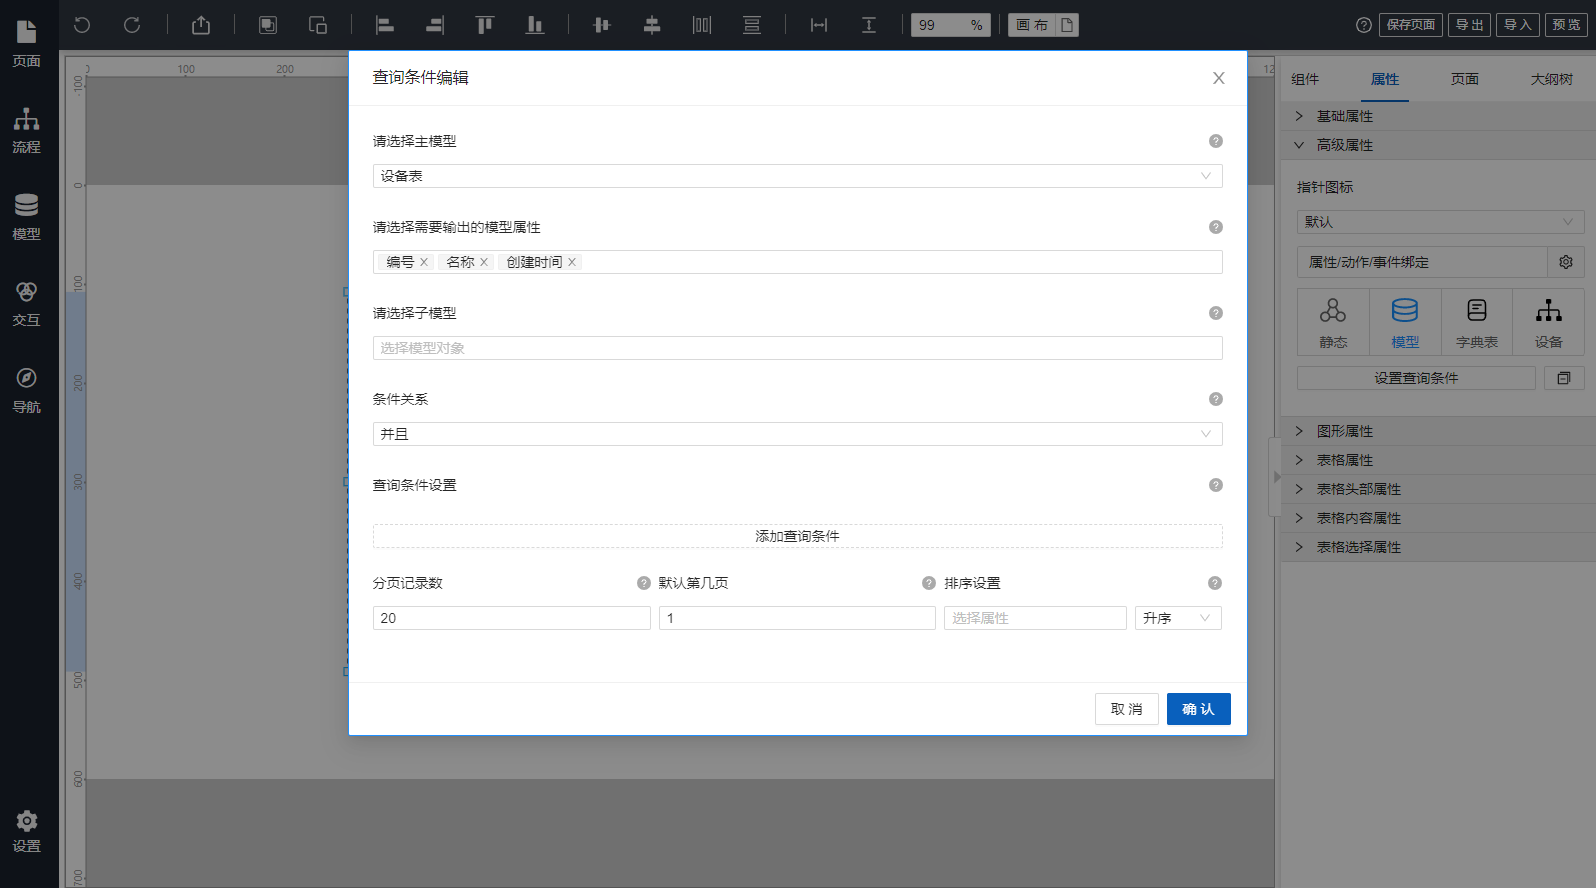 页面
流程
模型
交互
导航
设置
99 %
画布
保存页面
导出
导入
预览
0 100 200 12
-100
0
100
200
300
400
500
600
700
查询条件编辑
请选择主模型
设备表
请选择需要输出的模型属性
编号 名称 创建时间
请选择子模型
选择模型对象
条件关系
并且
查询条件设置
添加查询条件
分页记录数 默认第几页 排序设置
20 1 选择属性 升序
取消 确认
组件 属性 页面 大纲树
基础属性
高级属性
指针图标
默认
属性/动作/事件绑定
静态 模型 字典表 设备
设置查询条件
图形属性
表格属性
表格头部属性
表格内容属性
表格选择属性